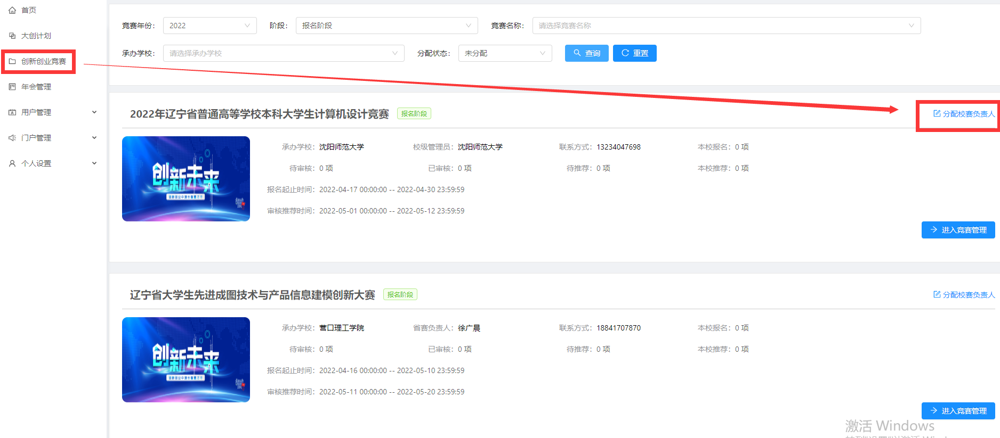 首页
大创计划
创新创业竞赛
年会管理
用户管理
门户管理
个人设置
竞赛年份： 2022 阶段： 报名阶段 竞赛名称： 请选择竞赛名称
承办学校： 请选择承办学校 分配状态： 未分配 查询 重置
2022年辽宁省普通高等学校本科大学生计算机设计竞赛 报名阶段 分配校赛负责人
创新未来
承办学校： 沈阳师范大学 校级管理员： 沈阳师范大学 联系方式： 13234047698 本校报名： 0 项
待审核： 0 项 已审核： 0 项 待推荐： 0 项 本校推荐： 0 项
报名起止时间： 2022-04-17 00:00:00 -- 2022-04-30 23:59:59
审核推荐时间： 2022-05-01 00:00:00 -- 2022-05-12 23:59:59
进入竞赛管理
辽宁省大学生先进成图技术与产品信息建模创新大赛 报名阶段 分配校赛负责人
创新未来
承办学校： 营口理工学院 省赛负责人： 徐广晨 联系方式： 18841707870 本校报名： 0 项
待审核： 0 项 已审核： 0 项 待推荐： 0 项 本校推荐： 0 项
报名起止时间： 2022-04-16 00:00:00 -- 2022-05-10 23:59:59
审核推荐时间： 2022-05-11 00:00:00 -- 2022-05-20 23:59:59
进入竞赛管理
激活 Windows